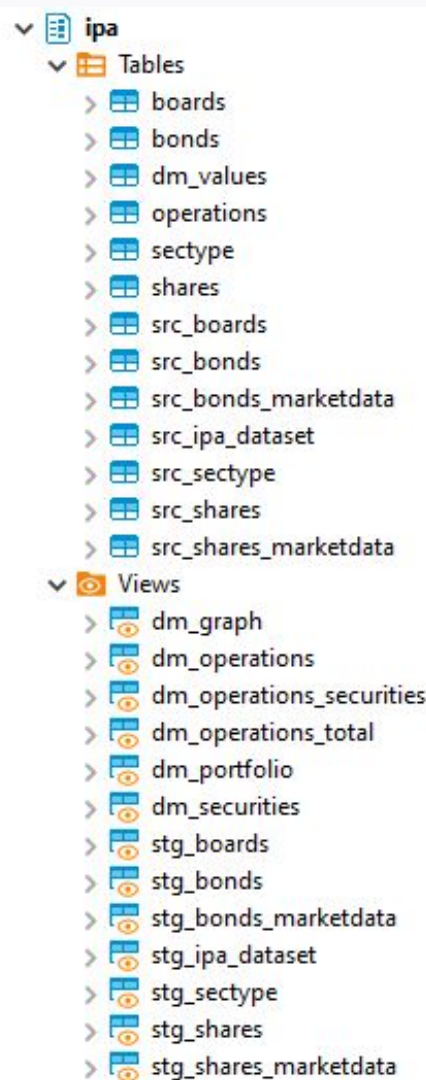 ipa
Tables
boards
bonds
dm_values
operations
sectype
shares
src_boards
src_bonds
src_bonds_marketdata
src_ipa_dataset
src_sectype
src_shares
src_shares_marketdata
Views
dm_graph
dm_operations
dm_operations_securities
dm_operations_total
dm_portfolio
dm_securities
stg_boards
stg_bonds
stg_bonds_marketdata
stg_ipa_dataset
stg_sectype
stg_shares
stg_shares_marketdata